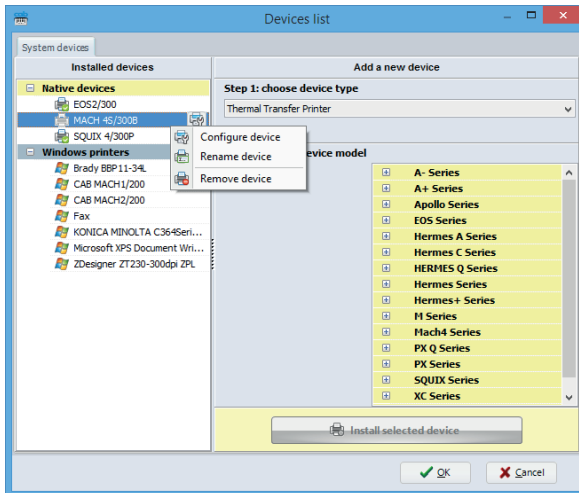 Devices list
System devices
Installed devices
Add a new device
Native devices
EOS2/300
MACH 4S/300B
SQUIX 4/300P
Windows printers
Brady BBP11-34L
CAB MACH1/200
CAB MACH2/200
Fax
KONICA MINOLTA C364Seri...
Microsoft XPS Document Wri...
ZDesigner ZT230-300dpi ZPL
Configure device
Rename device
Remove device
Step 1: choose device type
Thermal Transfer Printer
evice model
A- Series
A+ Series
Apollo Series
EOS Series
Hermes A Series
Hermes C Series
HERMES Q Series
Hermes Series
Hermes+ Series
M Series
Mach4 Series
PX Q Series
PX Series
SQUIX Series
XC Series
Install selected device
OK
Cancel